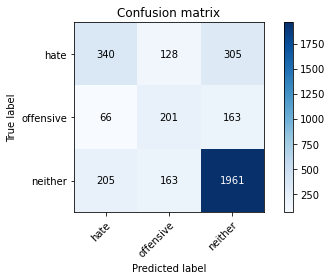 Confusion matrix
hate 340 128 305
offensive 66 201 163
neither 205 163 1961
hate offensive neither
True label
Predicted label
1750
1500
1250
1000
750
500
250